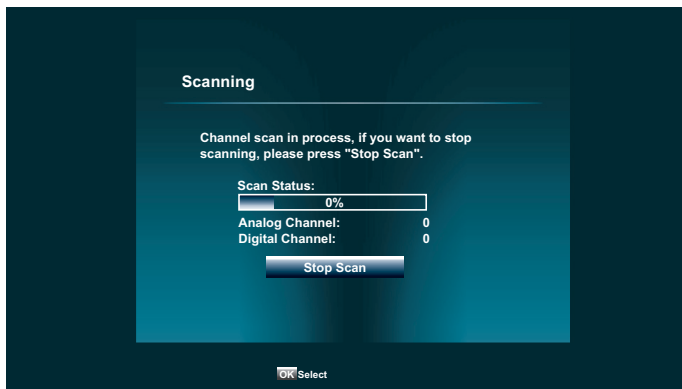 Scanning
Channel scan in process, if you want to stop
scanning, please press "Stop Scan".
Scan Status:
0%
Analog Channel: 0
Digital Channel: 0
Stop Scan
OK Select